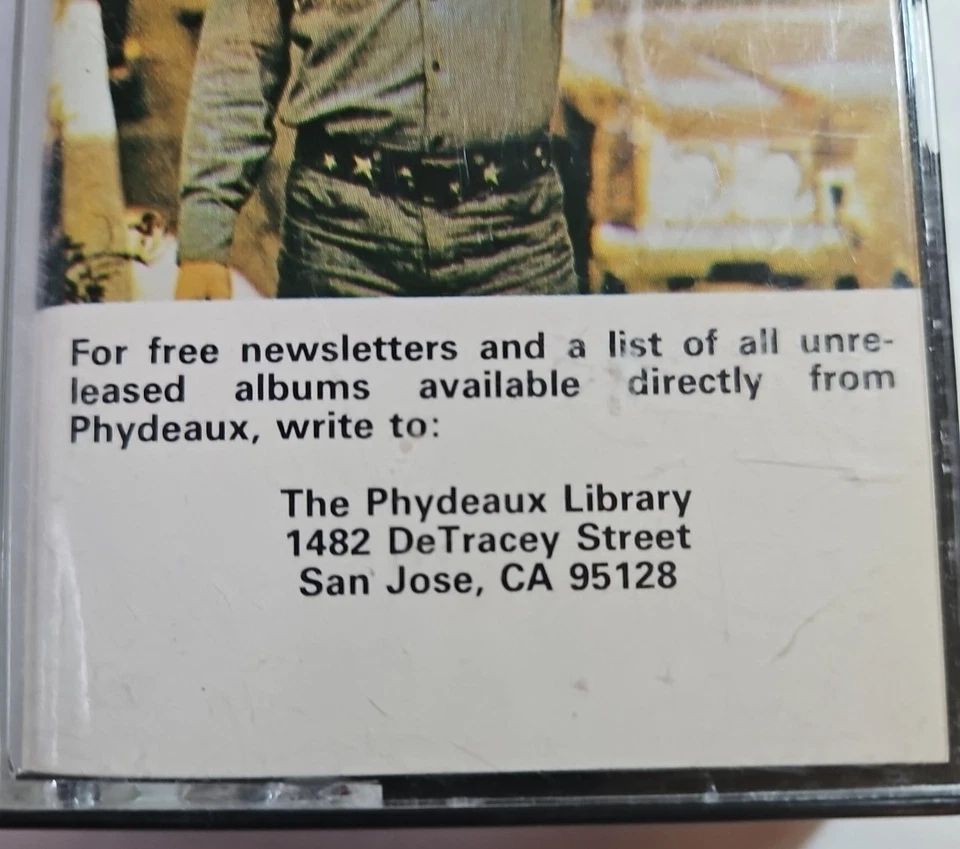 For free newsletters and a list of all unre-
leased albums available directly from
Phydeaux, write to:
The Phydeaux Library
1482 DeTracey Street
San Jose, CA 95128